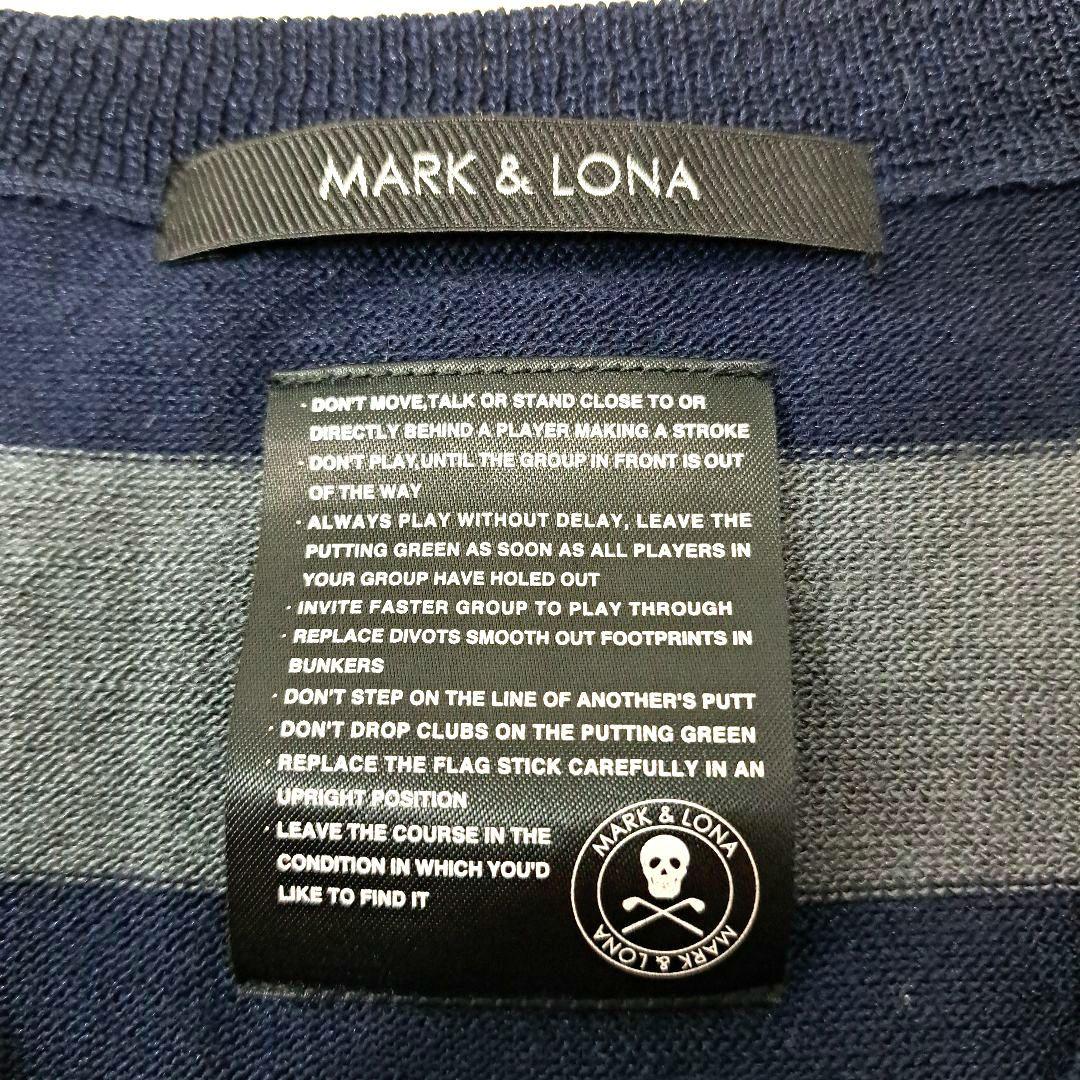 MARK & LONA
· DON'T MOVE,TALK OR STAND CLOSE TO OR
DIRECTLY BEHIND A PLAYER MAKING A STROKE
· DON'T PLAY,UNTIL THE GROUP IN FRONT IS OUT
OF THE WAY
· ALWAYS PLAY WITHOUT DELAY, LEAVE THE
PUTTING GREEN AS SOON AS ALL PLAYERS IN
YOUR GROUP HAVE HOLED OUT
· INVITE FASTER GROUP TO PLAY THROUGH
· REPLACE DIVOTS SMOOTH OUT FOOTPRINTS IN
BUNKERS
· DON'T STEP ON THE LINE OF ANOTHER'S PUTT
· DON'T DROP CLUBS ON THE PUTTING GREEN
· REPLACE THE FLAG STICK CAREFULLY IN AN
UPRIGHT POSITION
· LEAVE THE COURSE IN THE
CONDITION IN WHICH YOU'D
LIKE TO FIND IT
MARK & LONA
MARK & LONA